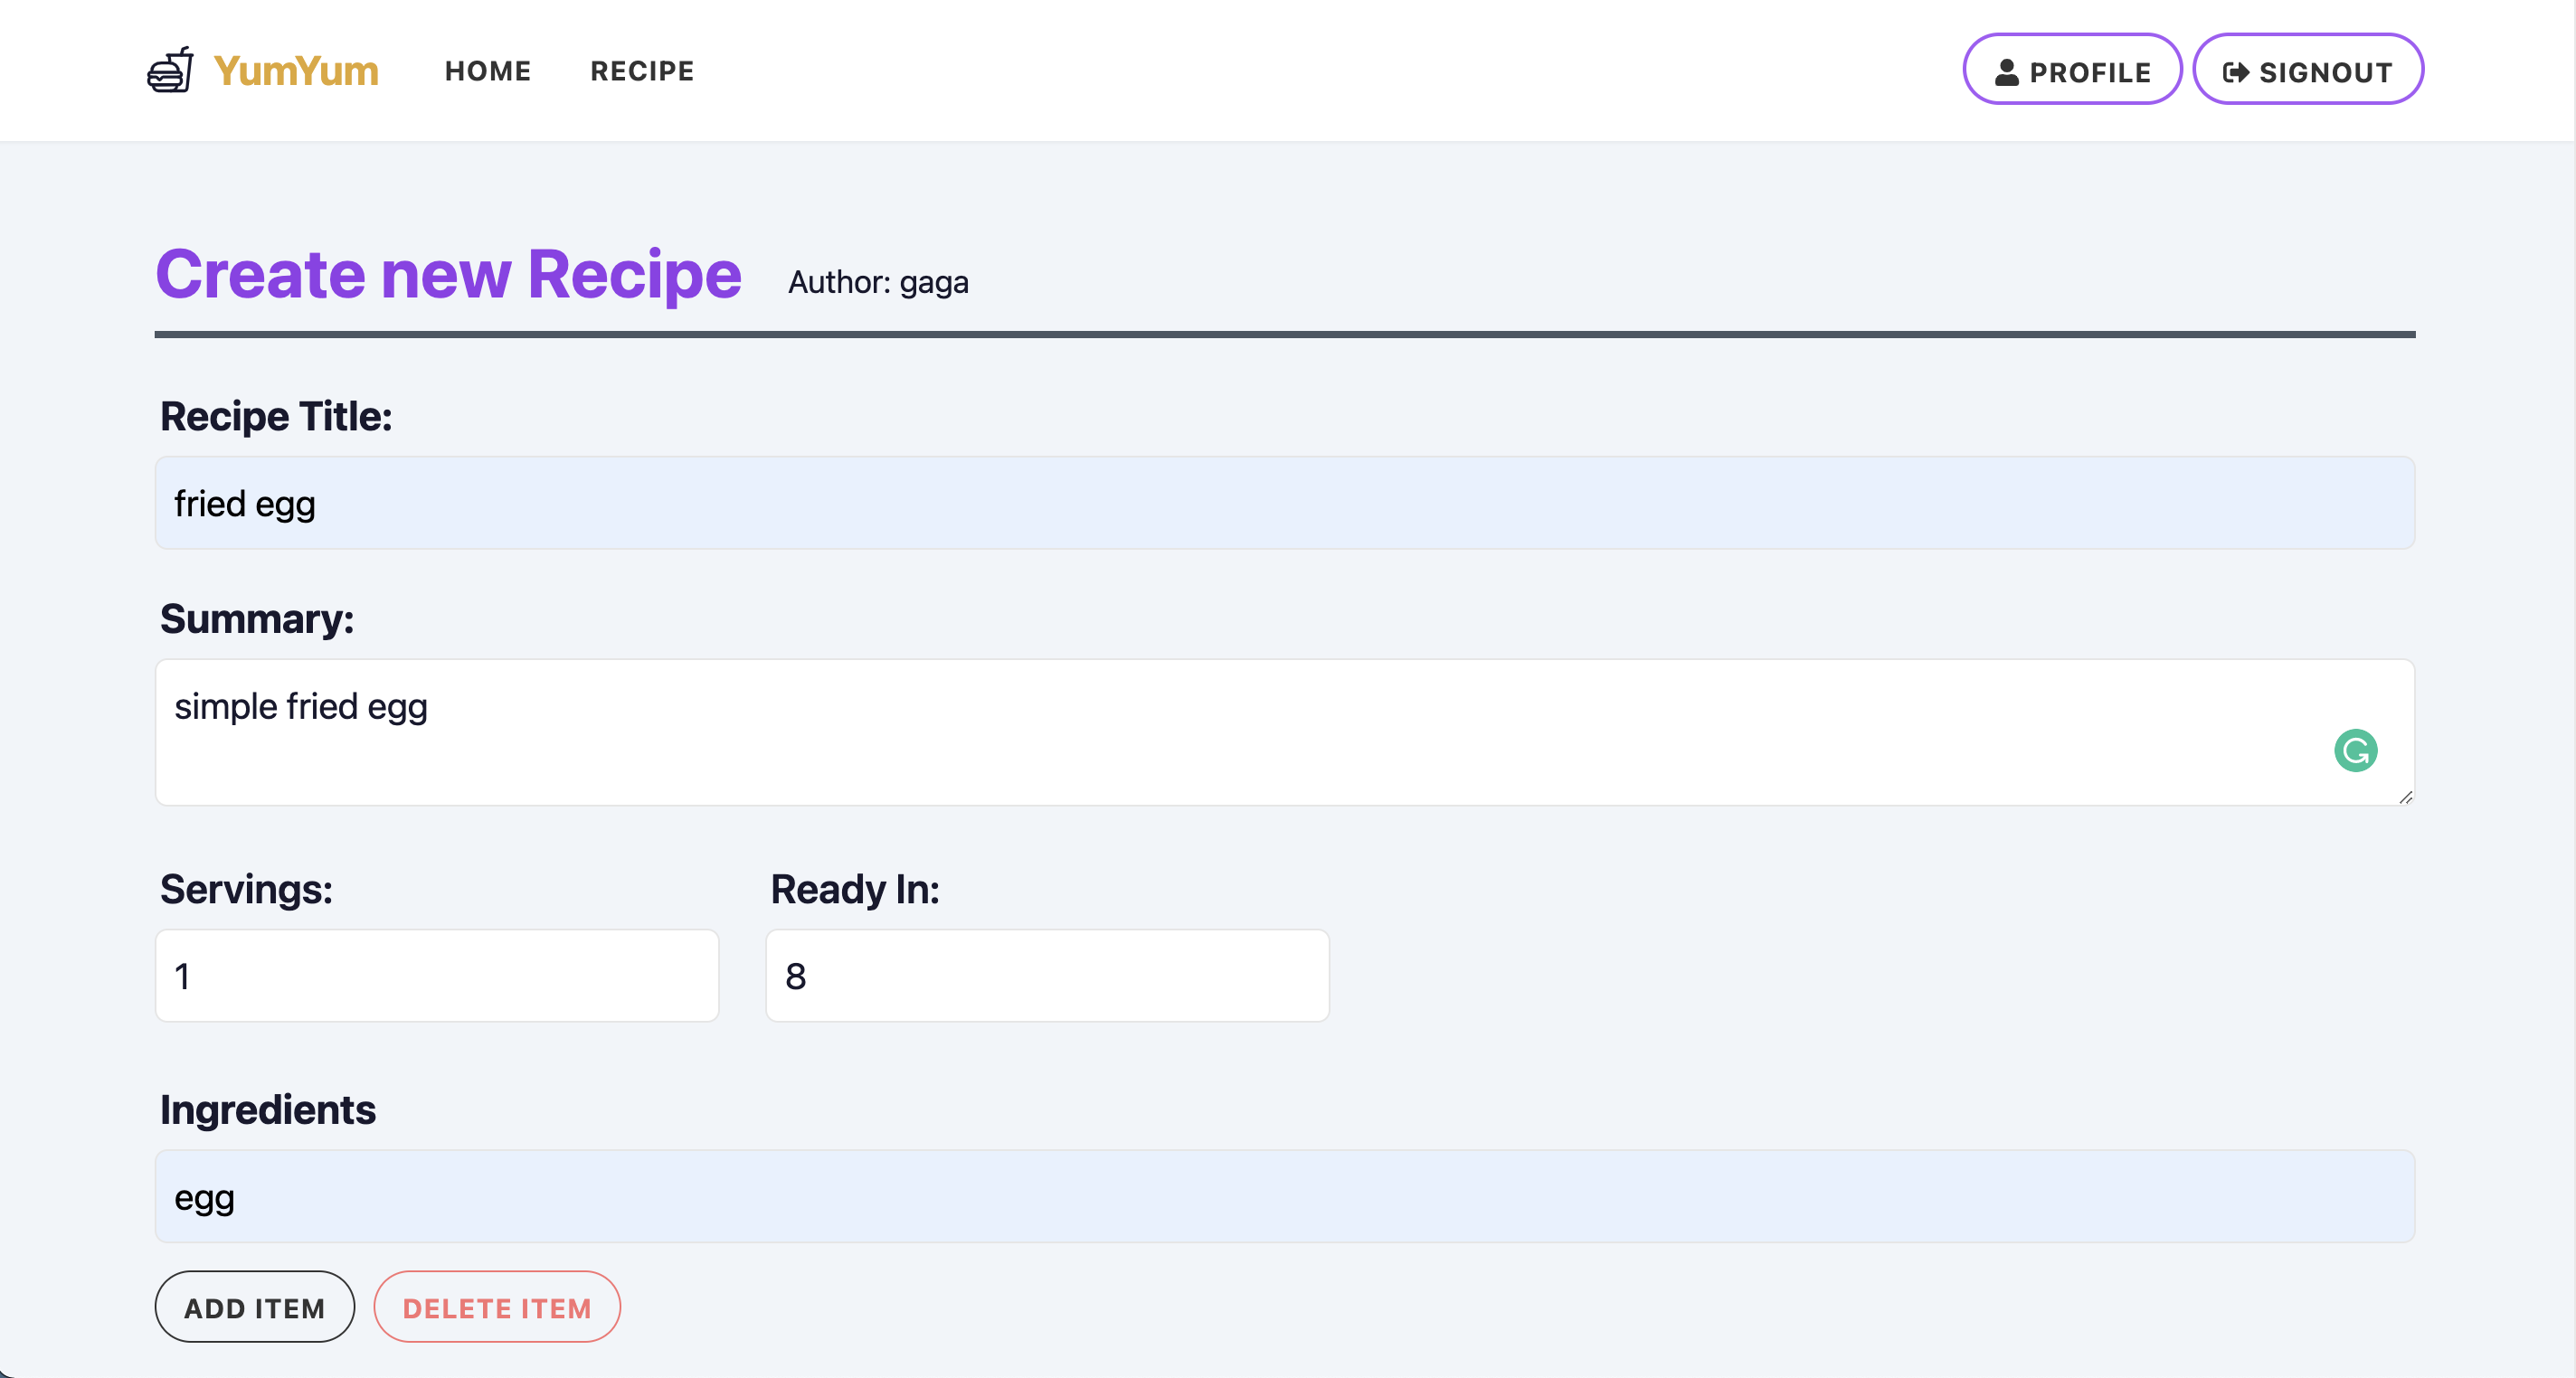 YumYum HOME RECIPE PROFILE SIGNOUT
Create new Recipe Author: gaga
Recipe Title:
fried egg
Summary:
simple fried egg
Servings: Ready In:
1 8
Ingredients
egg
ADD ITEM DELETE ITEM